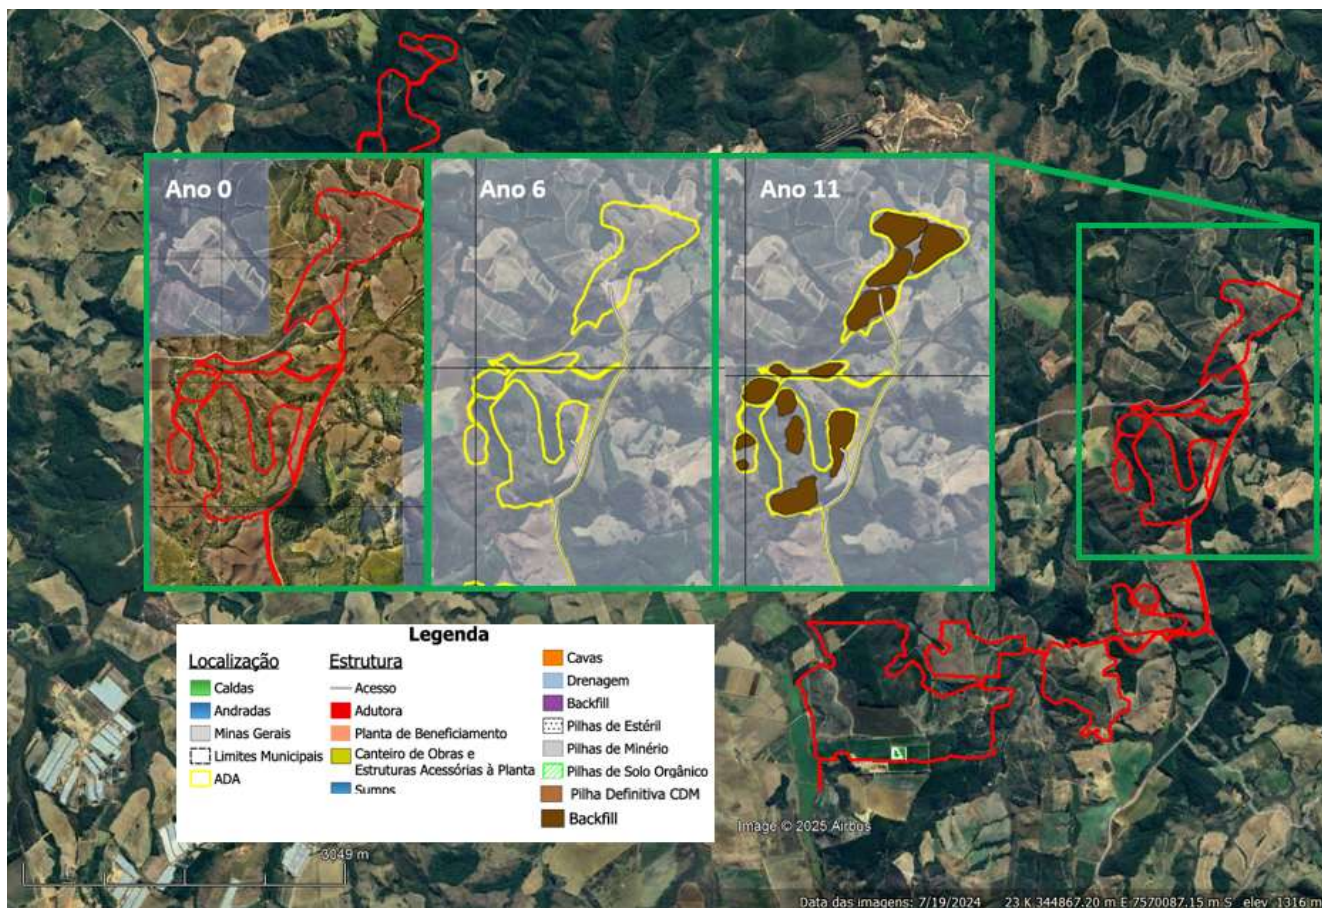 Ano 0
Ano 6
Ano 11
Legenda
Localização
Caldas
Andradas
Minas Gerais
Limites Municipais
ADA
Estrutura
Acesso
Adutora
Planta de Beneficiamento
Canteiro de Obras e
Estruturas Acessórias à Planta
Sumps
Cavas
Drenagem
Backfill
Pilhas de Estéril
Pilhas de Minério
Pilhas de Solo Orgânico
Pilha Definitiva CDM
Backfill
Image © 2025 Airbus
3049 m
Data das imagens: 7/19/2024 23 K 344867.20 m E 7570087.15 m S elev 1316 m